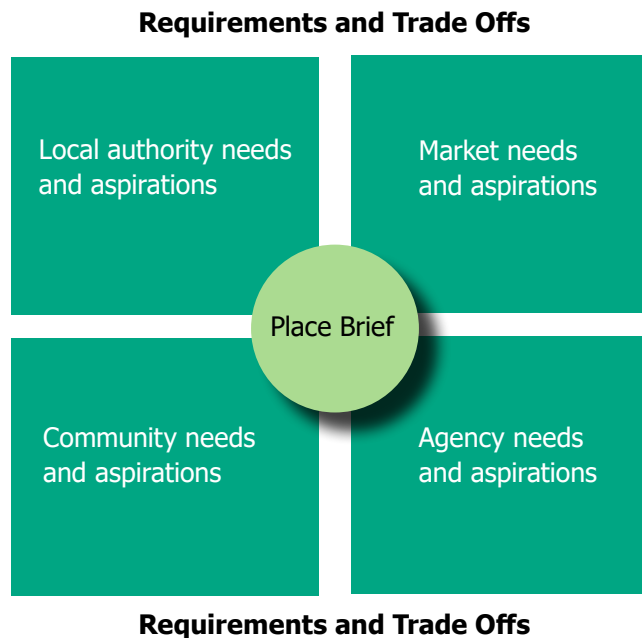 Requirements and Trade Offs
Local authority needs
and aspirations
Market needs
and aspirations
Place Brief
Community needs
and aspirations
Agency needs
and aspirations
Requirements and Trade Offs